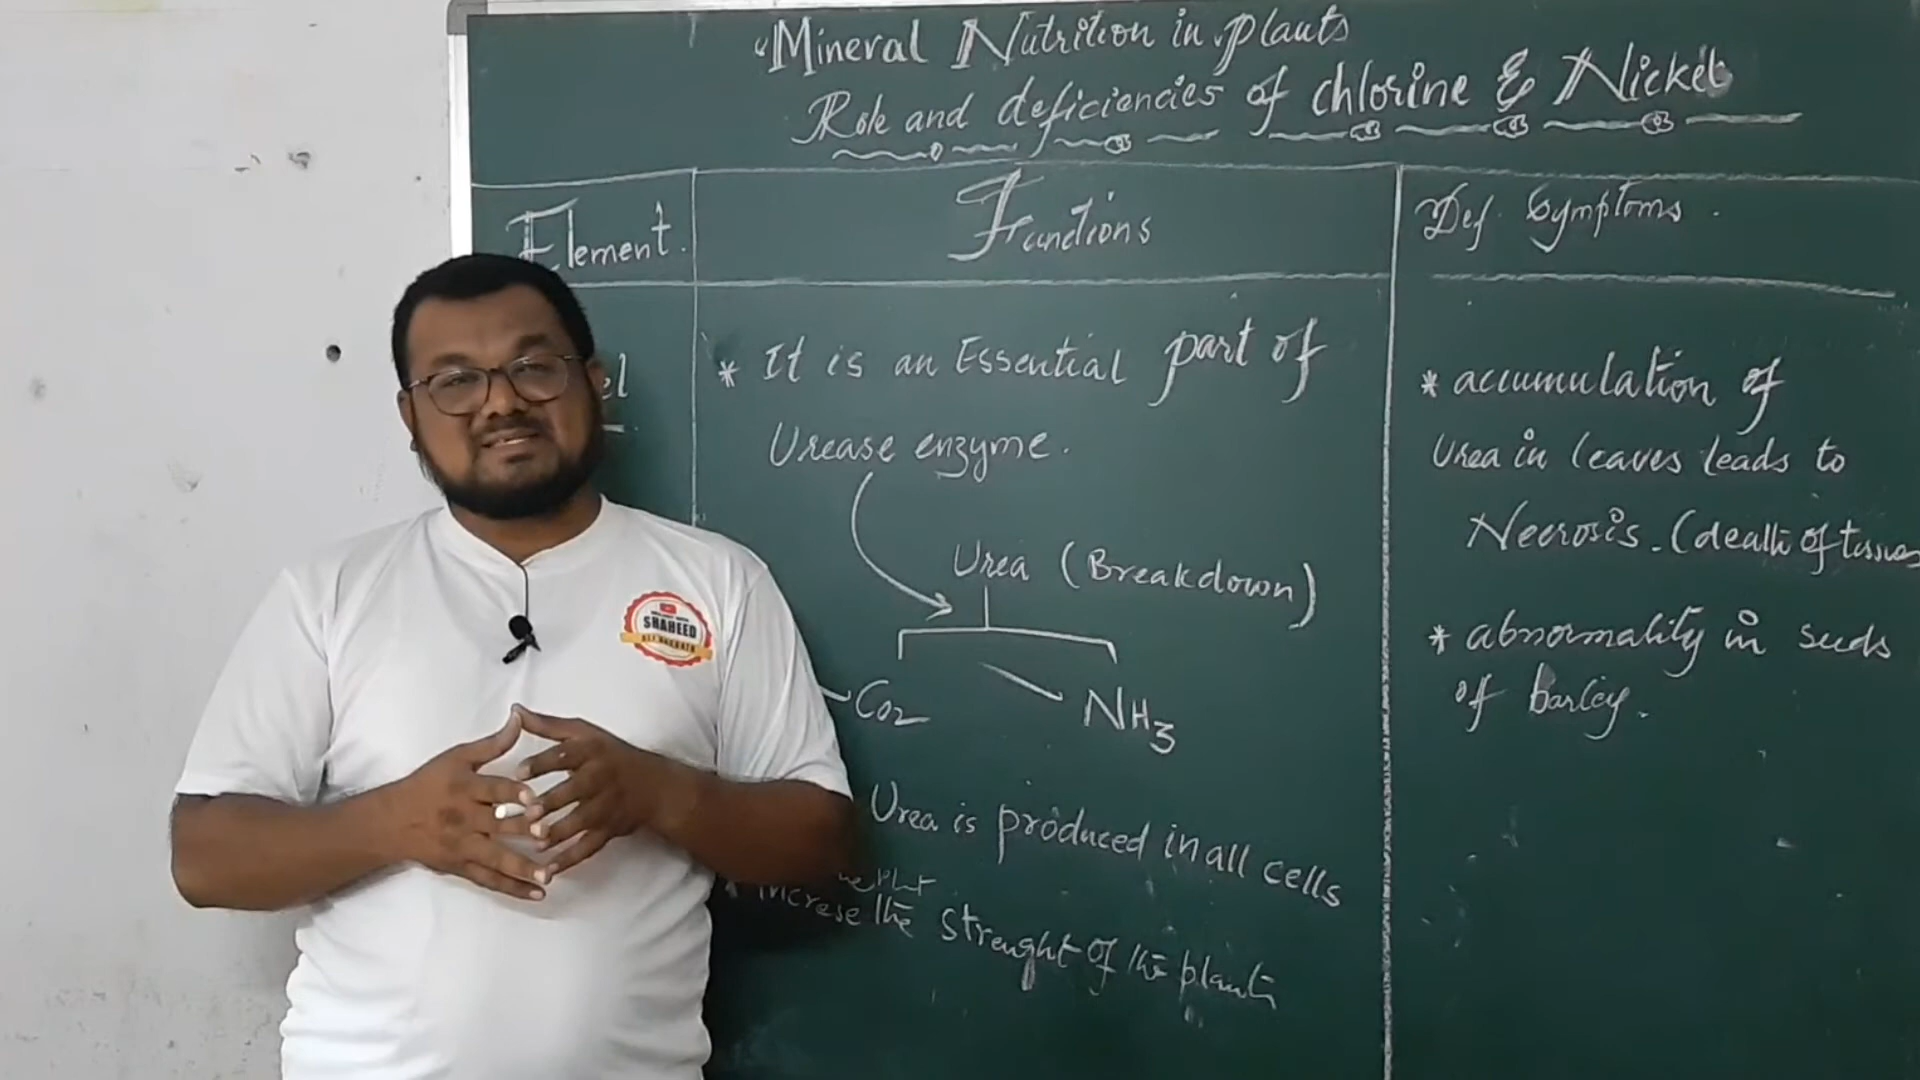 Mineral Nutrition in plants
Role and deficiencies of chlorine & Nickel
Element.
Functions
Def. Symptoms.
el
* It is an Essential part of
Urease enzyme.
Urea (Breakdown)
Co2
NH3
Urea is produced in all cells
* increse the strenght of the plants
* accumulation of
Urea in leaves leads to
Necrosis. (death of tissues
* abnormality in seeds
of barley.
SHAHEED